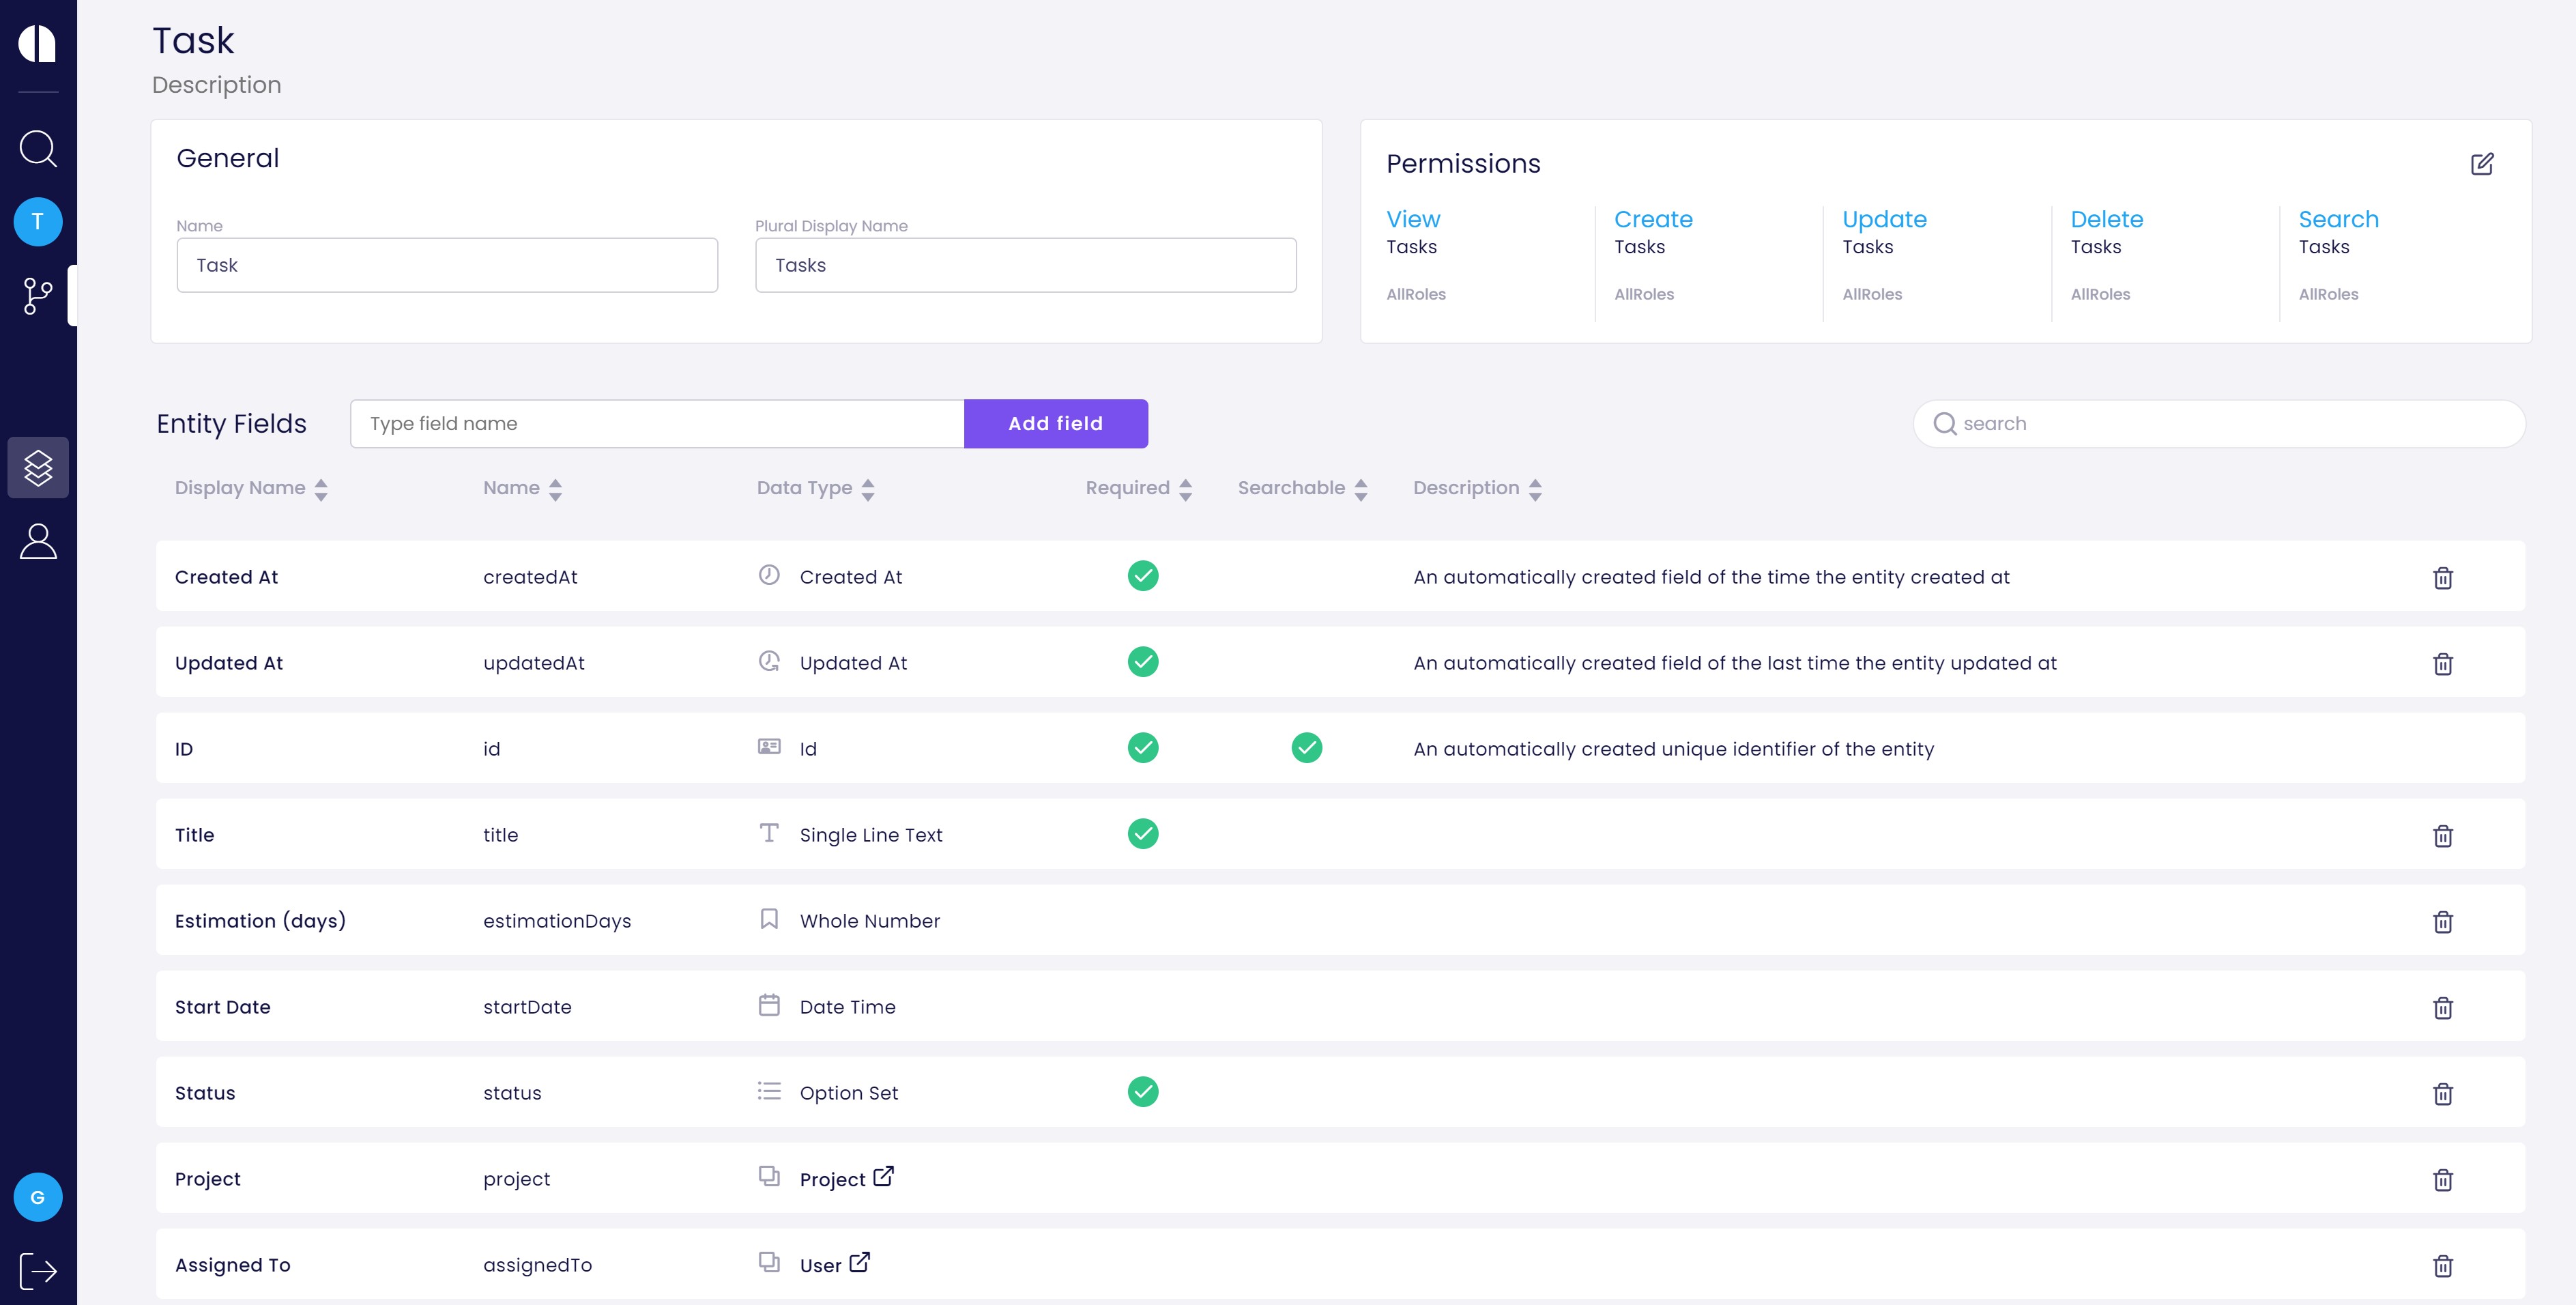 Task
Description
T
G
General
Name
Task
Plural Display Name
Tasks
Permissions
View
Tasks
AllRoles
Create
Tasks
AllRoles
Update
Tasks
AllRoles
Delete
Tasks
AllRoles
Search
Tasks
AllRoles
Entity Fields
Type field name
Add field
search
Display Name Name Data Type Required Searchable Description
Created At createdAt Created At An automatically created field of the time the entity created at
Updated At updatedAt Updated At An automatically created field of the last time the entity updated at
ID id Id An automatically created unique identifier of the entity
Title title Single Line Text
Estimation (days) estimationDays Whole Number
Start Date startDate Date Time
Status status Option Set
Project project Project
Assigned To assignedTo User